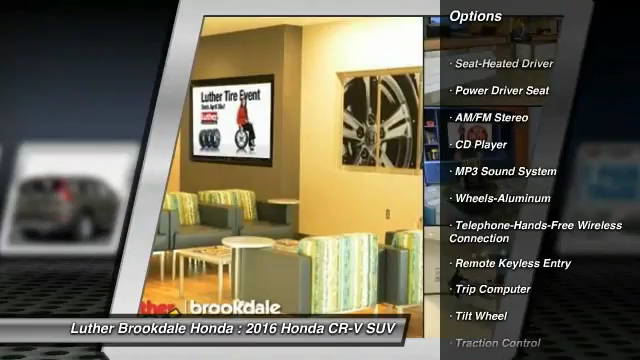 Options
· Seat-Heated Driver
· Power Driver Seat
· AM/FM Stereo
· CD Player
· MP3 Sound System
· Wheels-Aluminum
· Telephone-Hands-Free Wireless
Connection
· Remote Keyless Entry
· Trip Computer
· Tilt Wheel
· Traction Control
Luther Tire Event
Luther
brookdale
Luther Brookdale Honda : 2016 Honda CR-V SUV